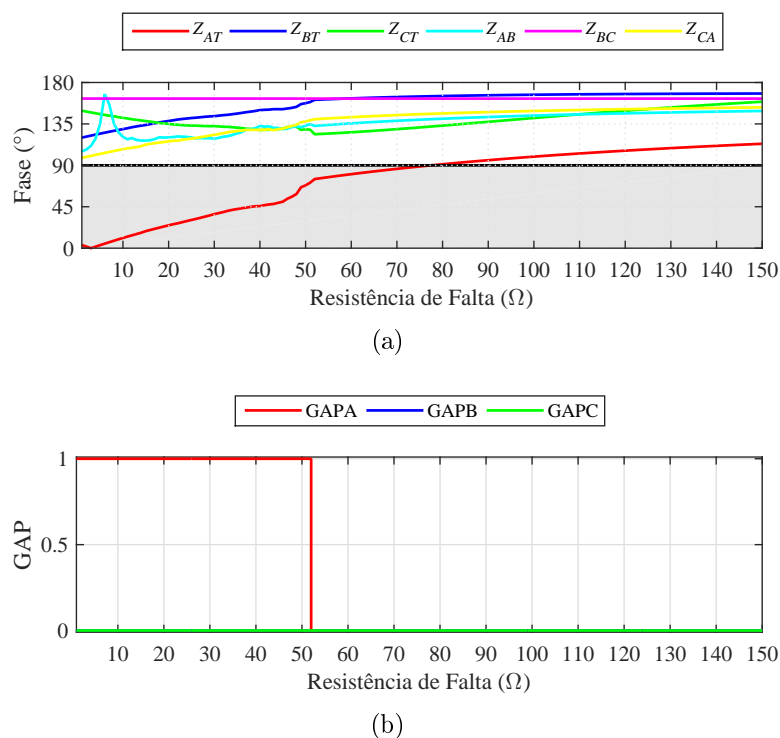 Z_AT Z_BT Z_CT Z_AB Z_BC Z_CA
180
135
90
45
0
Fase (°)
10 20 30 40 50 60 70 80 90 100 110 120 130 140 150
Resistência de Falta (Ω)
(a)
GAPA GAPB GAPC
1
0.5
0
GAP
10 20 30 40 50 60 70 80 90 100 110 120 130 140 150
Resistência de Falta (Ω)
(b)